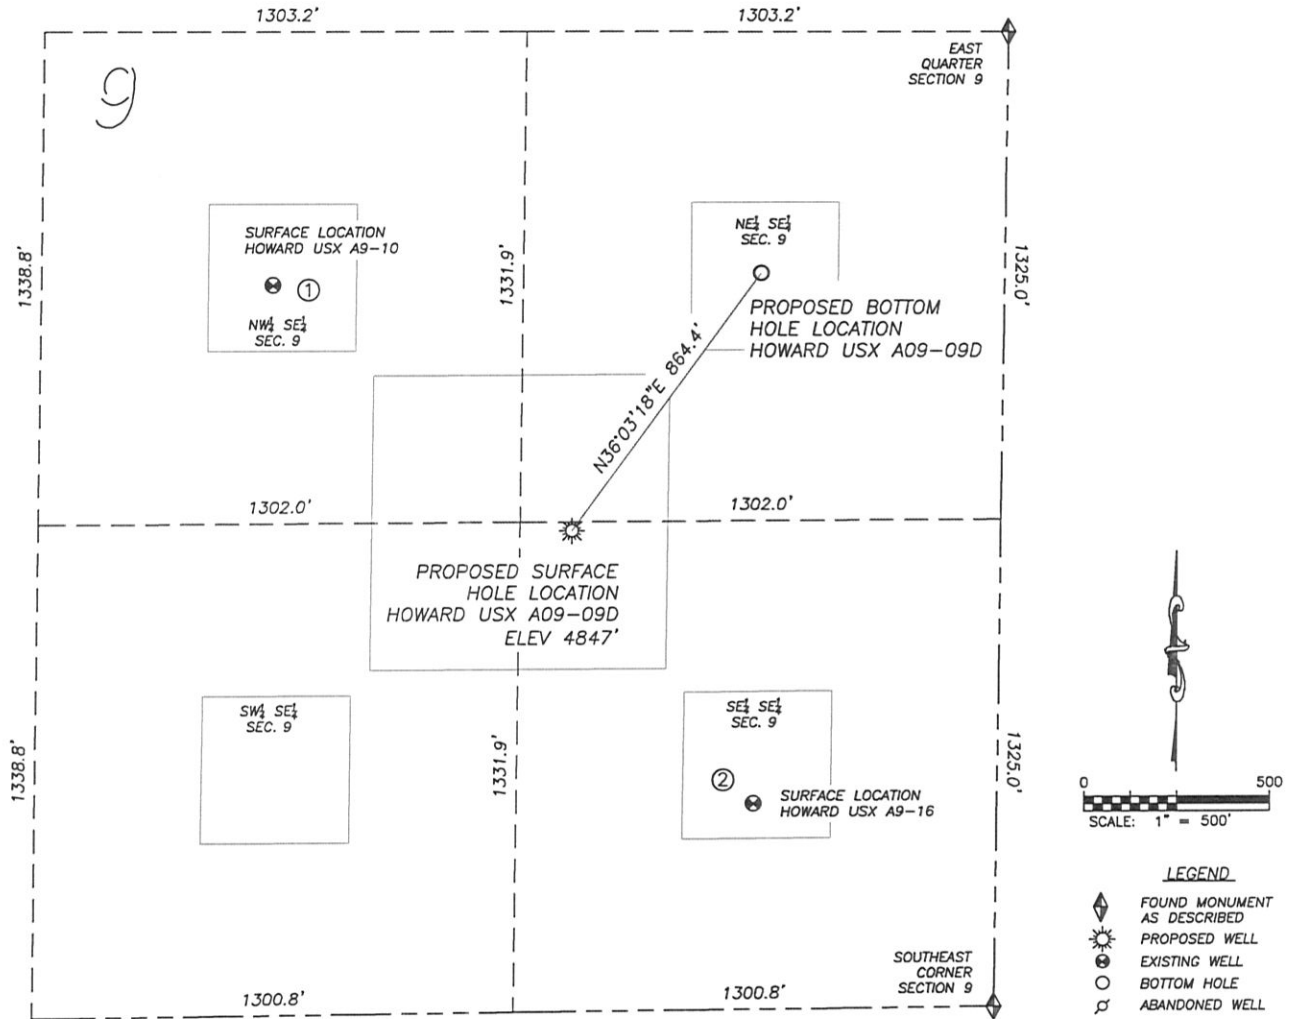 1303.2'
1303.2'
EAST
QUARTER
SECTION 9
9
SURFACE LOCATION
HOWARD USX A9-10
1
NW¼ SE¼
SEC. 9
NE¼ SE¼
SEC. 9
1338.8'
1331.9'
1325.0'
PROPOSED BOTTOM
HOLE LOCATION
HOWARD USX A09-09D
N36°03'18"E 864.4'
1302.0'
1302.0'
PROPOSED SURFACE
HOLE LOCATION
HOWARD USX A09-09D
ELEV 4847'
SW¼ SE¼
SEC. 9
SE¼ SE¼
SEC. 9
1338.8'
1331.9'
1325.0'
2
SURFACE LOCATION
HOWARD USX A9-16
SOUTHEAST
CORNER
SECTION 9
1300.8'
1300.8'
0 500
SCALE: 1" = 500'
LEGEND
FOUND MONUMENT
AS DESCRIBED
PROPOSED WELL
EXISTING WELL
BOTTOM HOLE
ABANDONED WELL